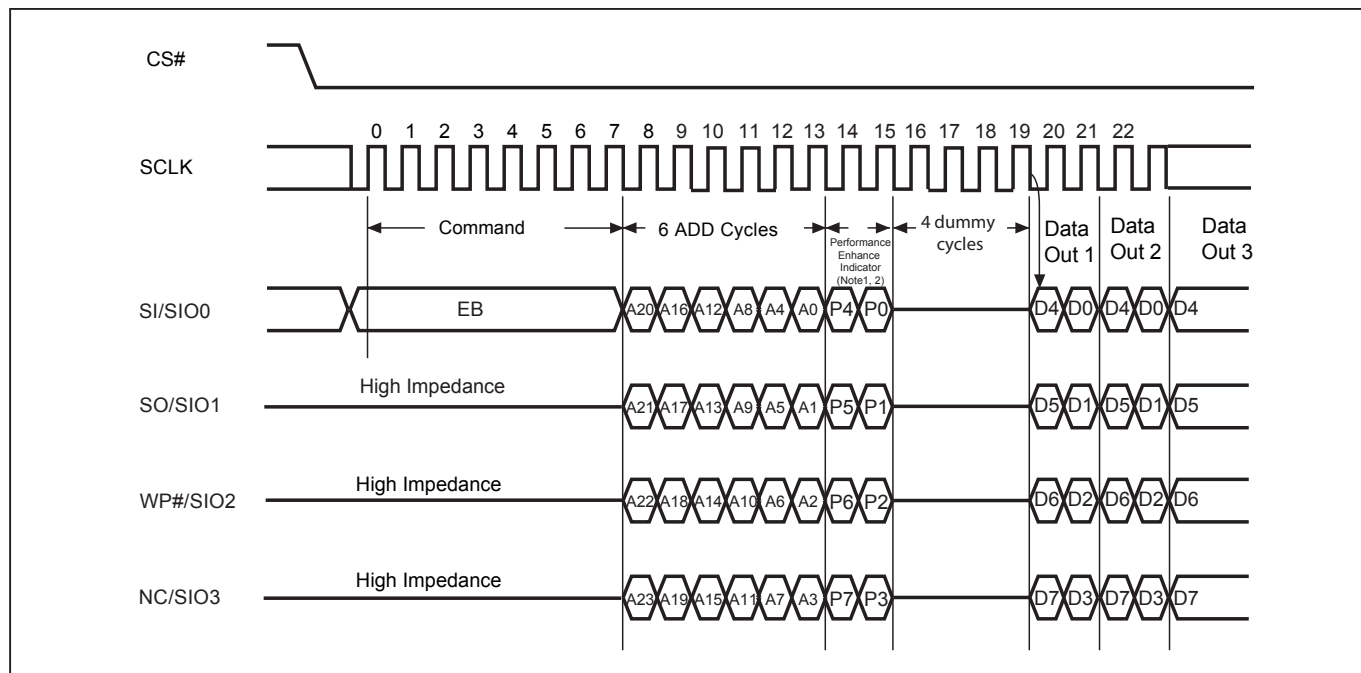 CS#
0 1 2 3 4 5 6 7 8 9 10 11 12 13 14 15 16 17 18 19 20 21 22
SCLK
Command
6 ADD Cycles
Performance
Enhance
Indicator
(Note1, 2)
4 dummy
cycles
Data
Out 1
Data
Out 2
Data
Out 3
SI/SIO0
EB
A20 A16 A12 A8 A4 A0 P4 P0 D4 D0 D4 D0 D4
High Impedance
SO/SIO1
A21 A17 A13 A9 A5 A1 P5 P1 D5 D1 D5 D1 D5
High Impedance
WP#/SIO2
A22 A18 A14 A10 A6 A2 P6 P2 D6 D2 D6 D2 D6
High Impedance
NC/SIO3
A23 A19 A15 A11 A7 A3 P7 P3 D7 D3 D7 D3 D7